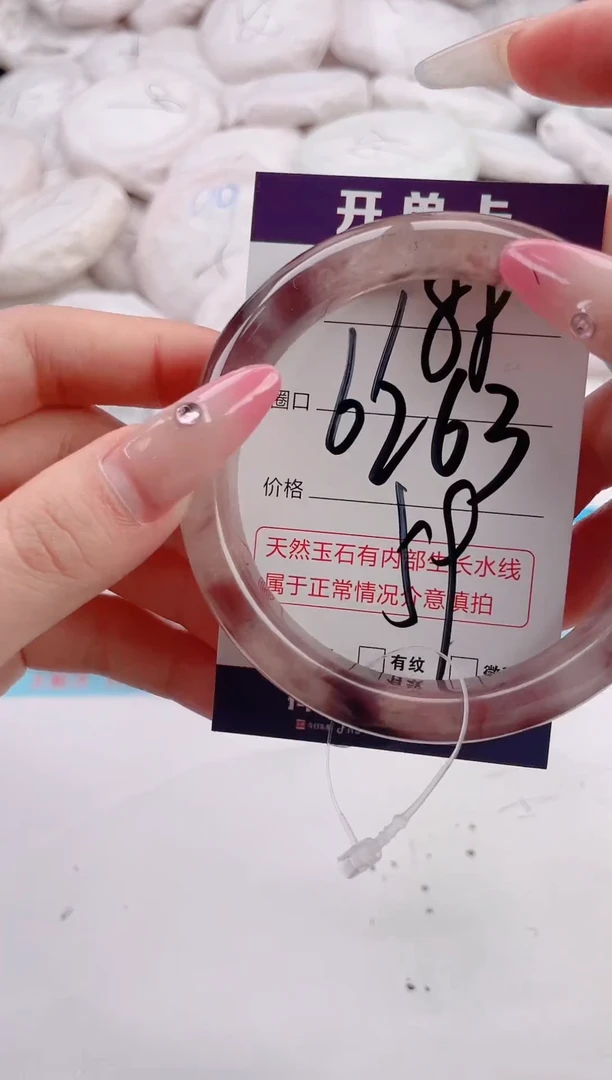 开单卡
188
圈口 6263
价格 59
天然玉石有内部生长水线
属于正常情况介意慎拍
有纹